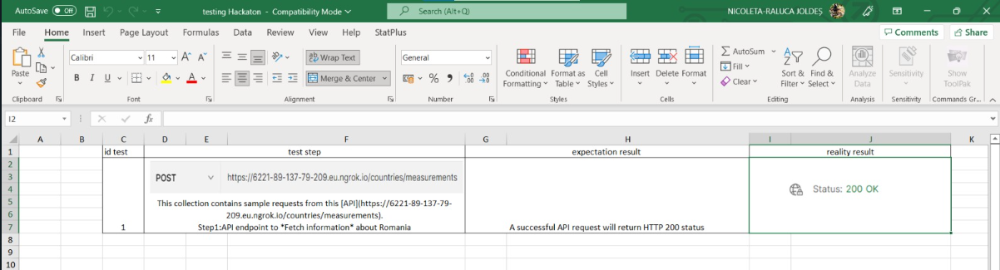 AutoSave Off testing Hackaton - Compatibility Mode Search (Alt+Q) NICOLETA-RALUCA JOLDEȘ
File Home Insert Page Layout Formulas Data Review View Help StatPlus Comments Share
Paste Calibri 11 A^ Aˇ Wrap Text General Conditional Formatting Format as Table Cell Styles Insert Delete Format AutoSum Fill Clear Sort & Filter Find & Select Analyze Data Sensitivity Show ToolPak
B I U A Merge & Center % 9
Clipboard Font Alignment Number Styles Cells Editing Analysis Sensitivity Commands Gr...
I2 fx
A B C D E F G H I J K
1 id test test step expectation result reality result
2
3 POST https://6221-89-137-79-209.eu.ngrok.io/countries/measurements
4 Status: 200 OK
5 This collection contains sample requests from this [API](https://6221-89-137-79-
6 209.eu.ngrok.io/countries/measurements).
7 1 Step1:API endpoint to *Fetch Information* about Romania A successful API request will return HTTP 200 status
8
9
10